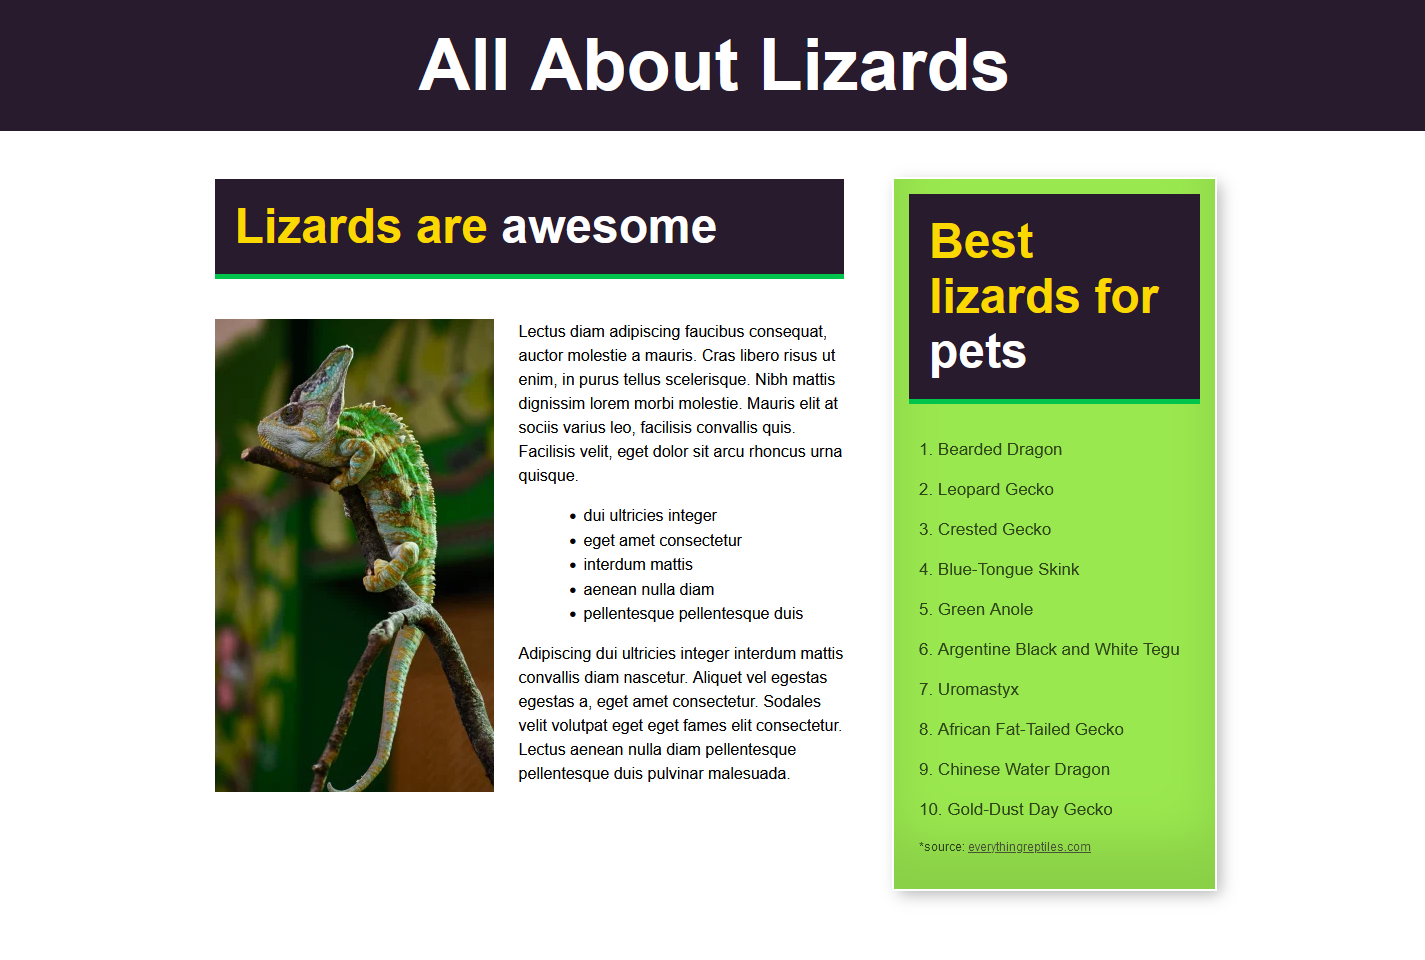 All About Lizards
Lizards are awesome
Lectus diam adipiscing faucibus consequat,
auctor molestie a mauris. Cras libero risus ut
enim, in purus tellus scelerisque. Nibh mattis
dignissim lorem morbi molestie. Mauris elit at
sociis varius leo, facilisis convallis quis.
Facilisis velit, eget dolor sit arcu rhoncus urna
quisque.
• dui ultricies integer
• eget amet consectetur
• interdum mattis
• aenean nulla diam
• pellentesque pellentesque duis
Adipiscing dui ultricies integer interdum mattis
convallis diam nascetur. Aliquet vel egestas
egestas a, eget amet consectetur. Sodales
velit volutpat eget eget fames elit consectetur.
Lectus aenean nulla diam pellentesque
pellentesque duis pulvinar malesuada.
Best
lizards for
pets
1. Bearded Dragon
2. Leopard Gecko
3. Crested Gecko
4. Blue-Tongue Skink
5. Green Anole
6. Argentine Black and White Tegu
7. Uromastyx
8. African Fat-Tailed Gecko
9. Chinese Water Dragon
10. Gold-Dust Day Gecko
*source: everythingreptiles.com